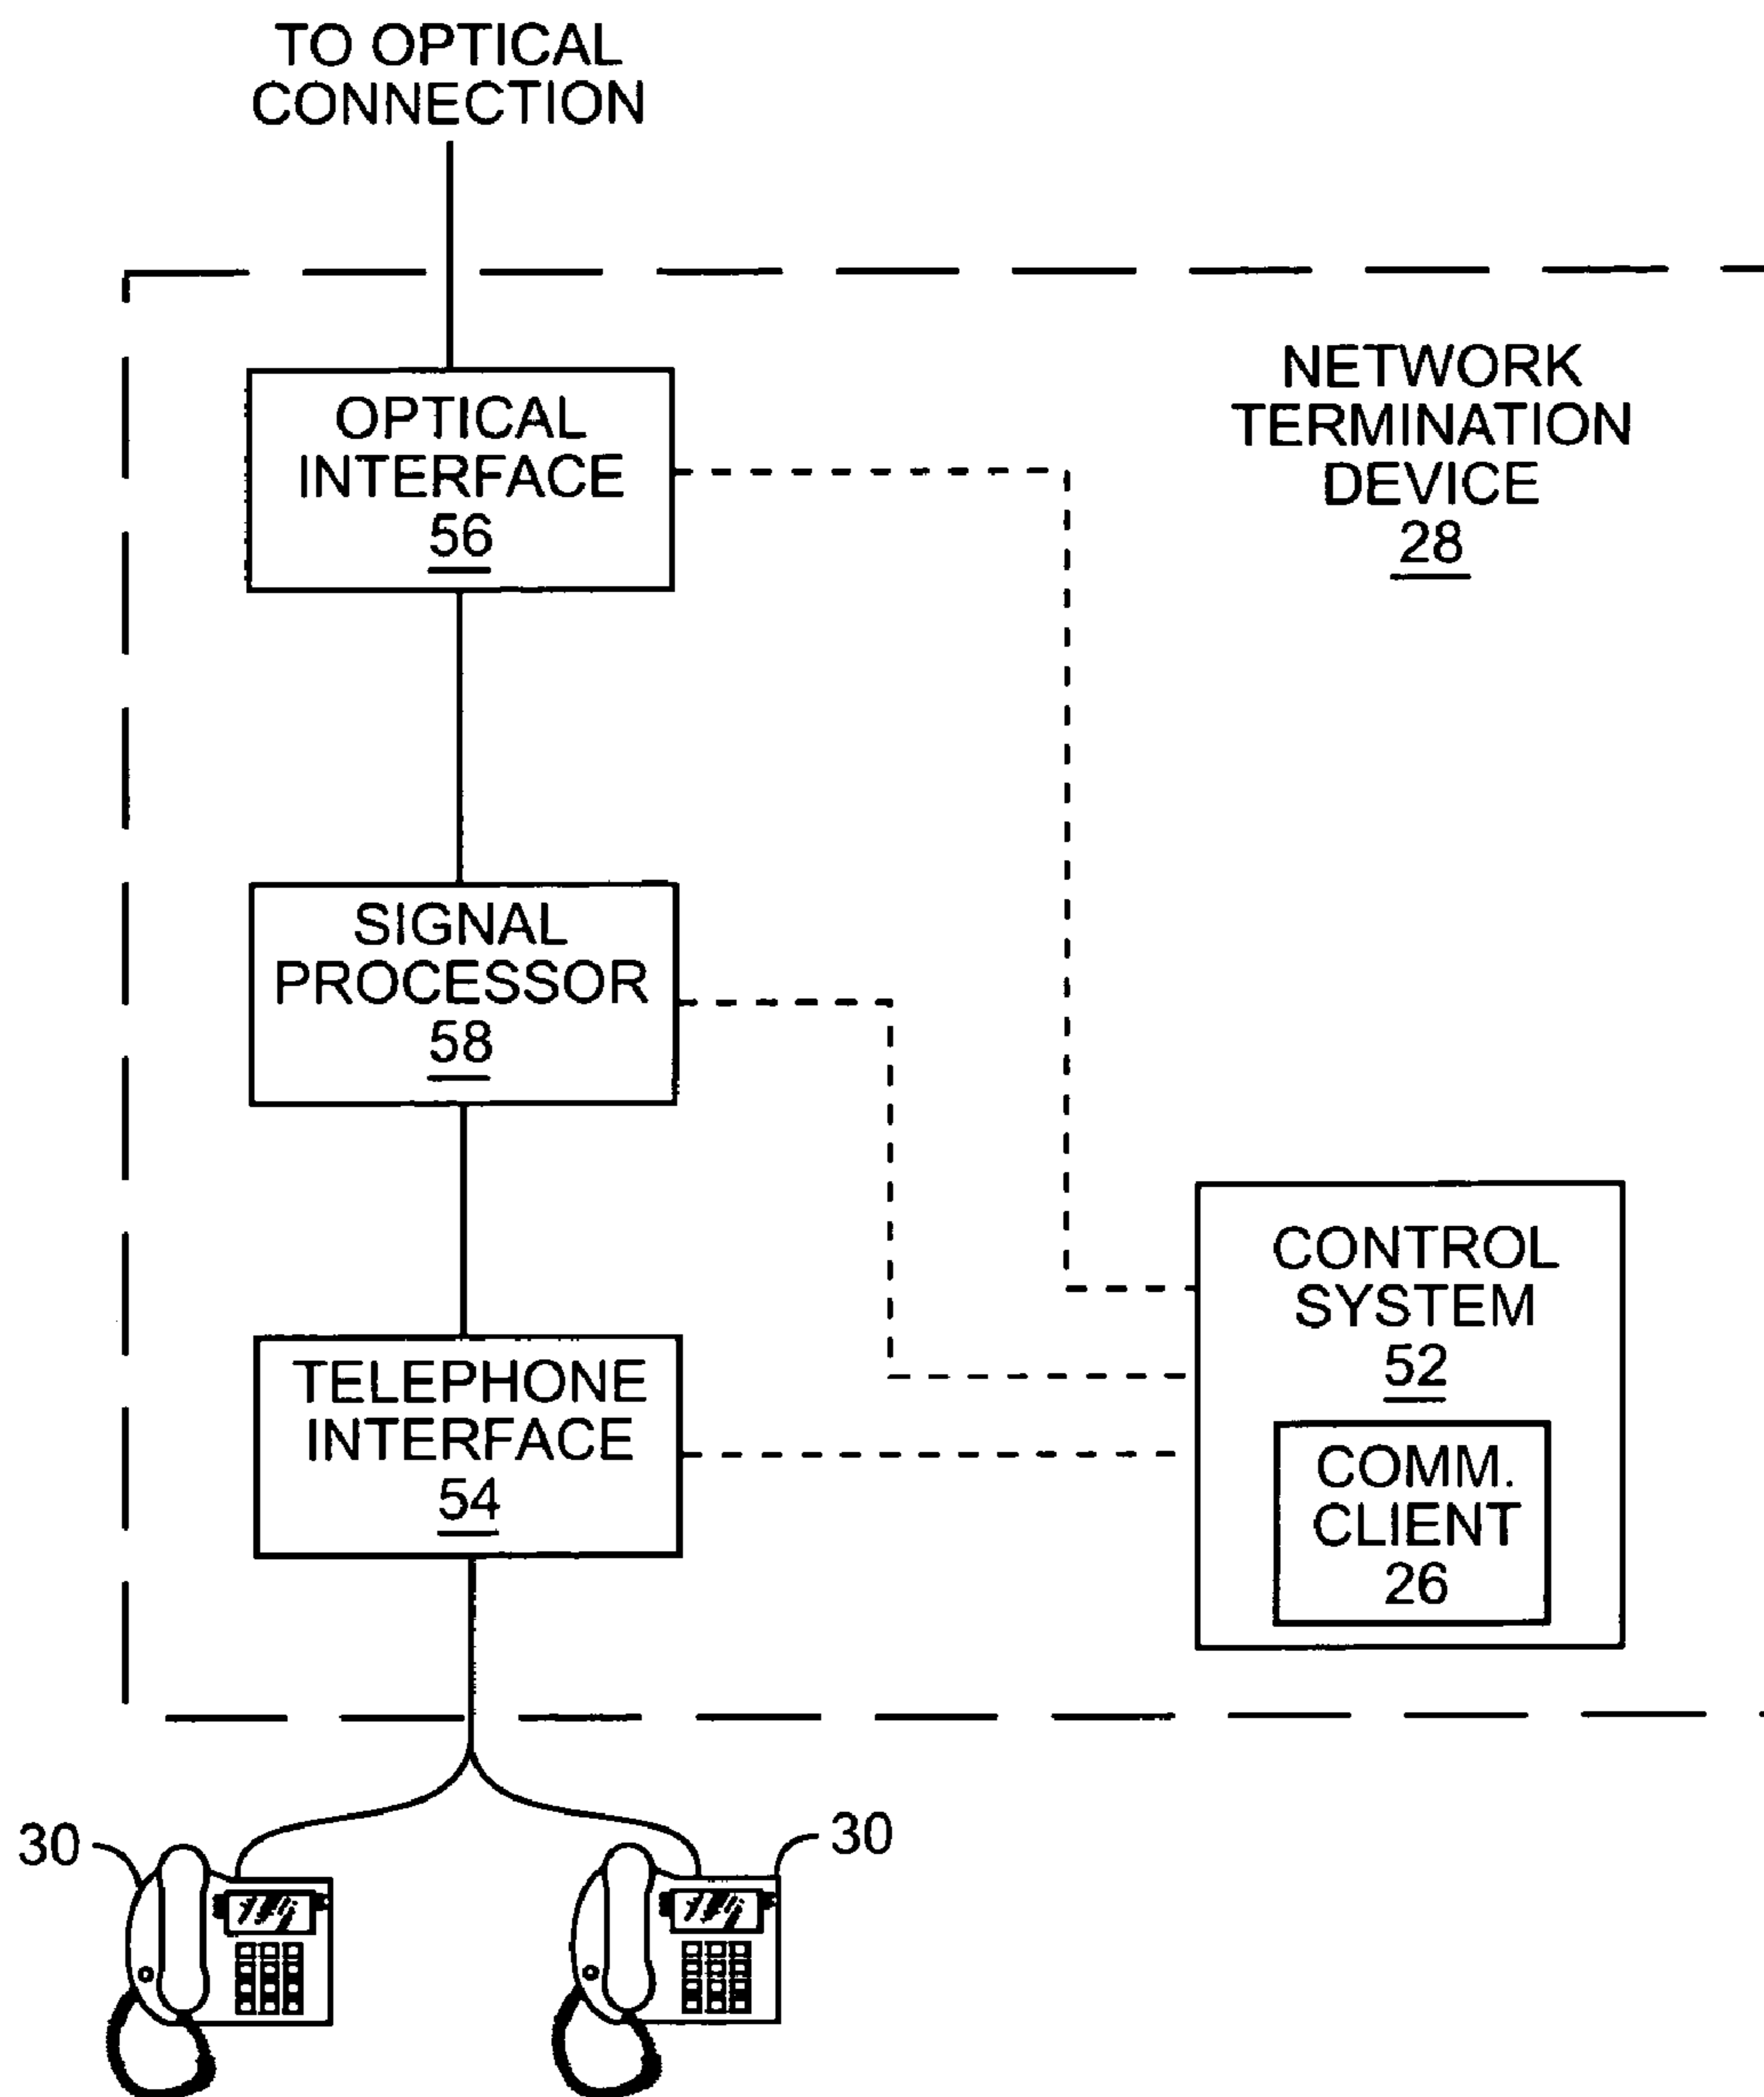 TO OPTICAL
CONNECTION
NETWORK
TERMINATION
DEVICE
28
OPTICAL
INTERFACE
56
SIGNAL
PROCESSOR
58
CONTROL
SYSTEM
52
TELEPHONE
INTERFACE
54
COMM.
CLIENT
26
30
30